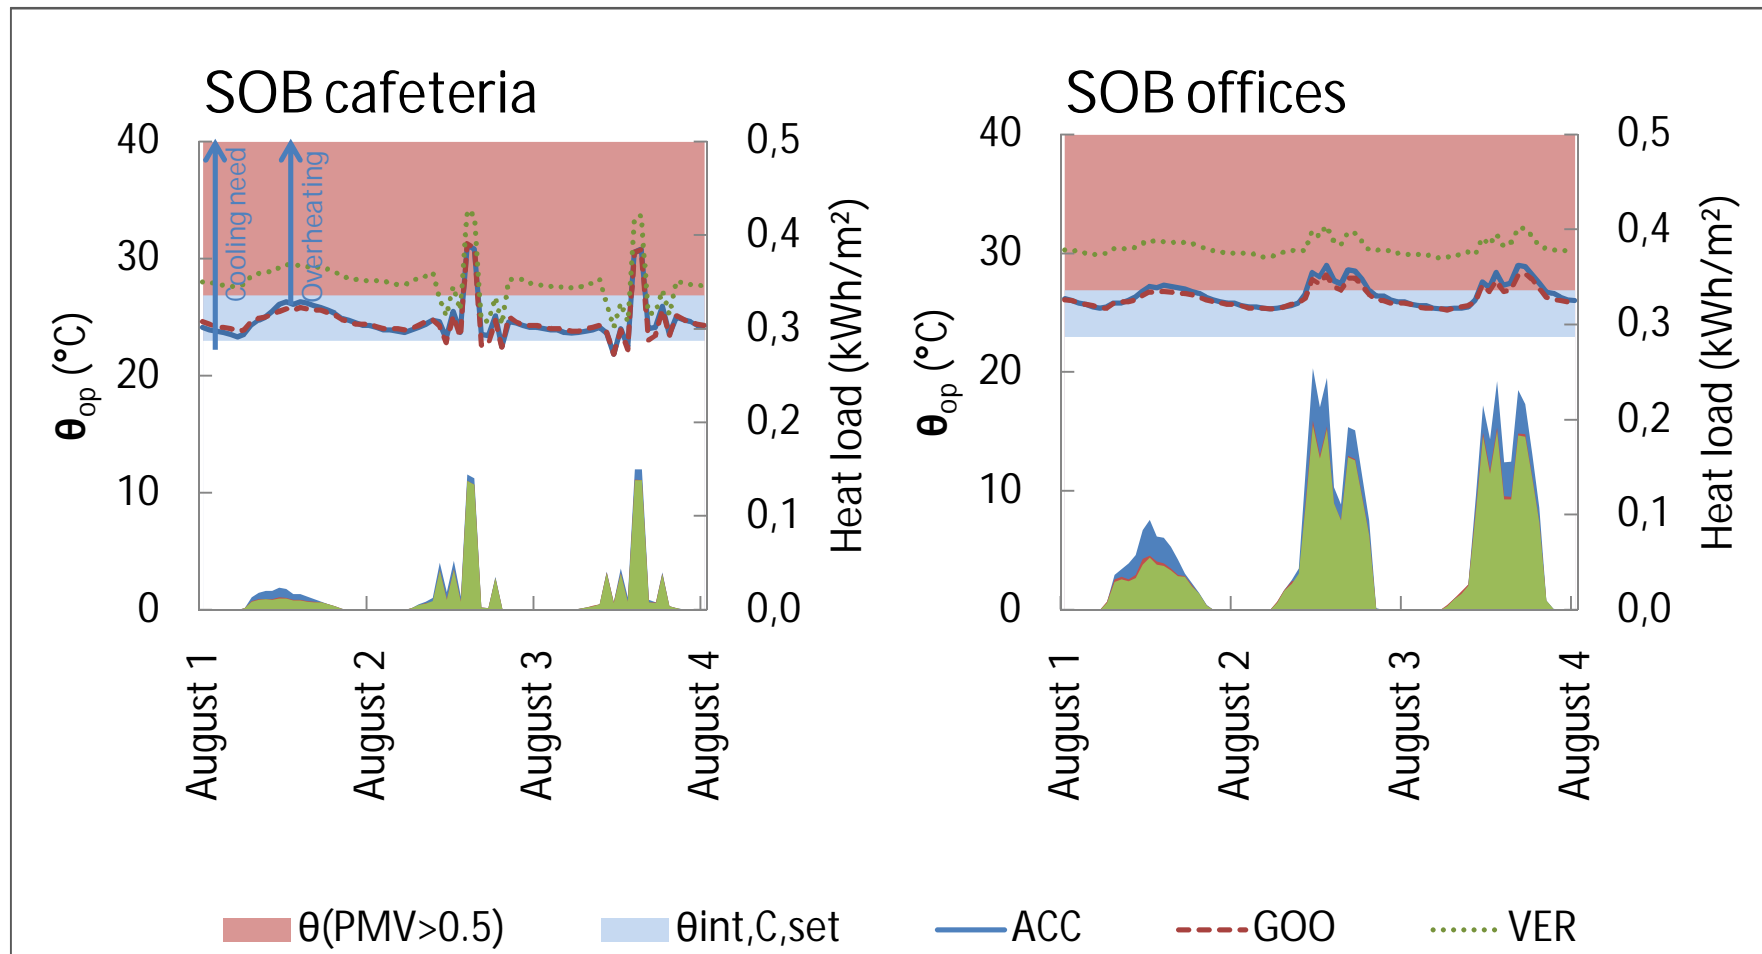 SOB cafeteria
40
30
20
10
0
θop (°C)
Cooling need
Overheating
0,5
0,4
0,3
0,2
0,1
0,0
Heat load (kWh/m²)
August 1
August 2
August 3
August 4
SOB offices
40
30
20
10
0
θop (°C)
0,5
0,4
0,3
0,2
0,1
0,0
Heat load (kWh/m²)
August 1
August 2
August 3
August 4
θ(PMV>0.5)
θint,C,set
ACC
GOO
VER